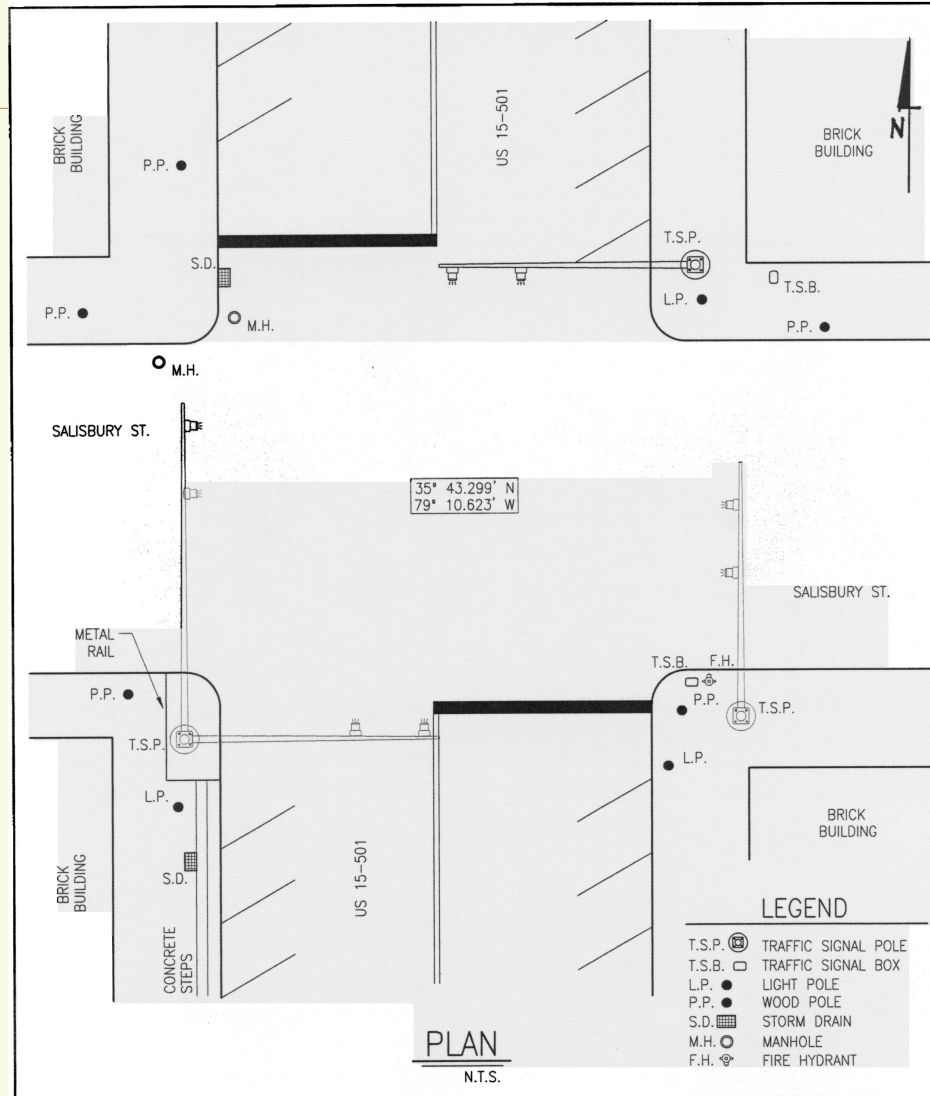 BRICK
BUILDING
P.P.
US 15-501
BRICK
BUILDING
N
T.S.P.
S.D.
T.S.B.
L.P.
P.P.
M.H.
P.P.
M.H.
SALISBURY ST.
35° 43.299' N
79° 10.623' W
SALISBURY ST.
METAL
RAIL
T.S.B.
F.H.
P.P.
P.P.
T.S.P.
T.S.P.
L.P.
L.P.
BRICK
BUILDING
BRICK
BUILDING
S.D.
US 15-501
CONCRETE
STEPS
LEGEND
T.S.P. TRAFFIC SIGNAL POLE
T.S.B. TRAFFIC SIGNAL BOX
L.P. LIGHT POLE
P.P. WOOD POLE
S.D. STORM DRAIN
M.H. MANHOLE
F.H. FIRE HYDRANT
PLAN
N.T.S.